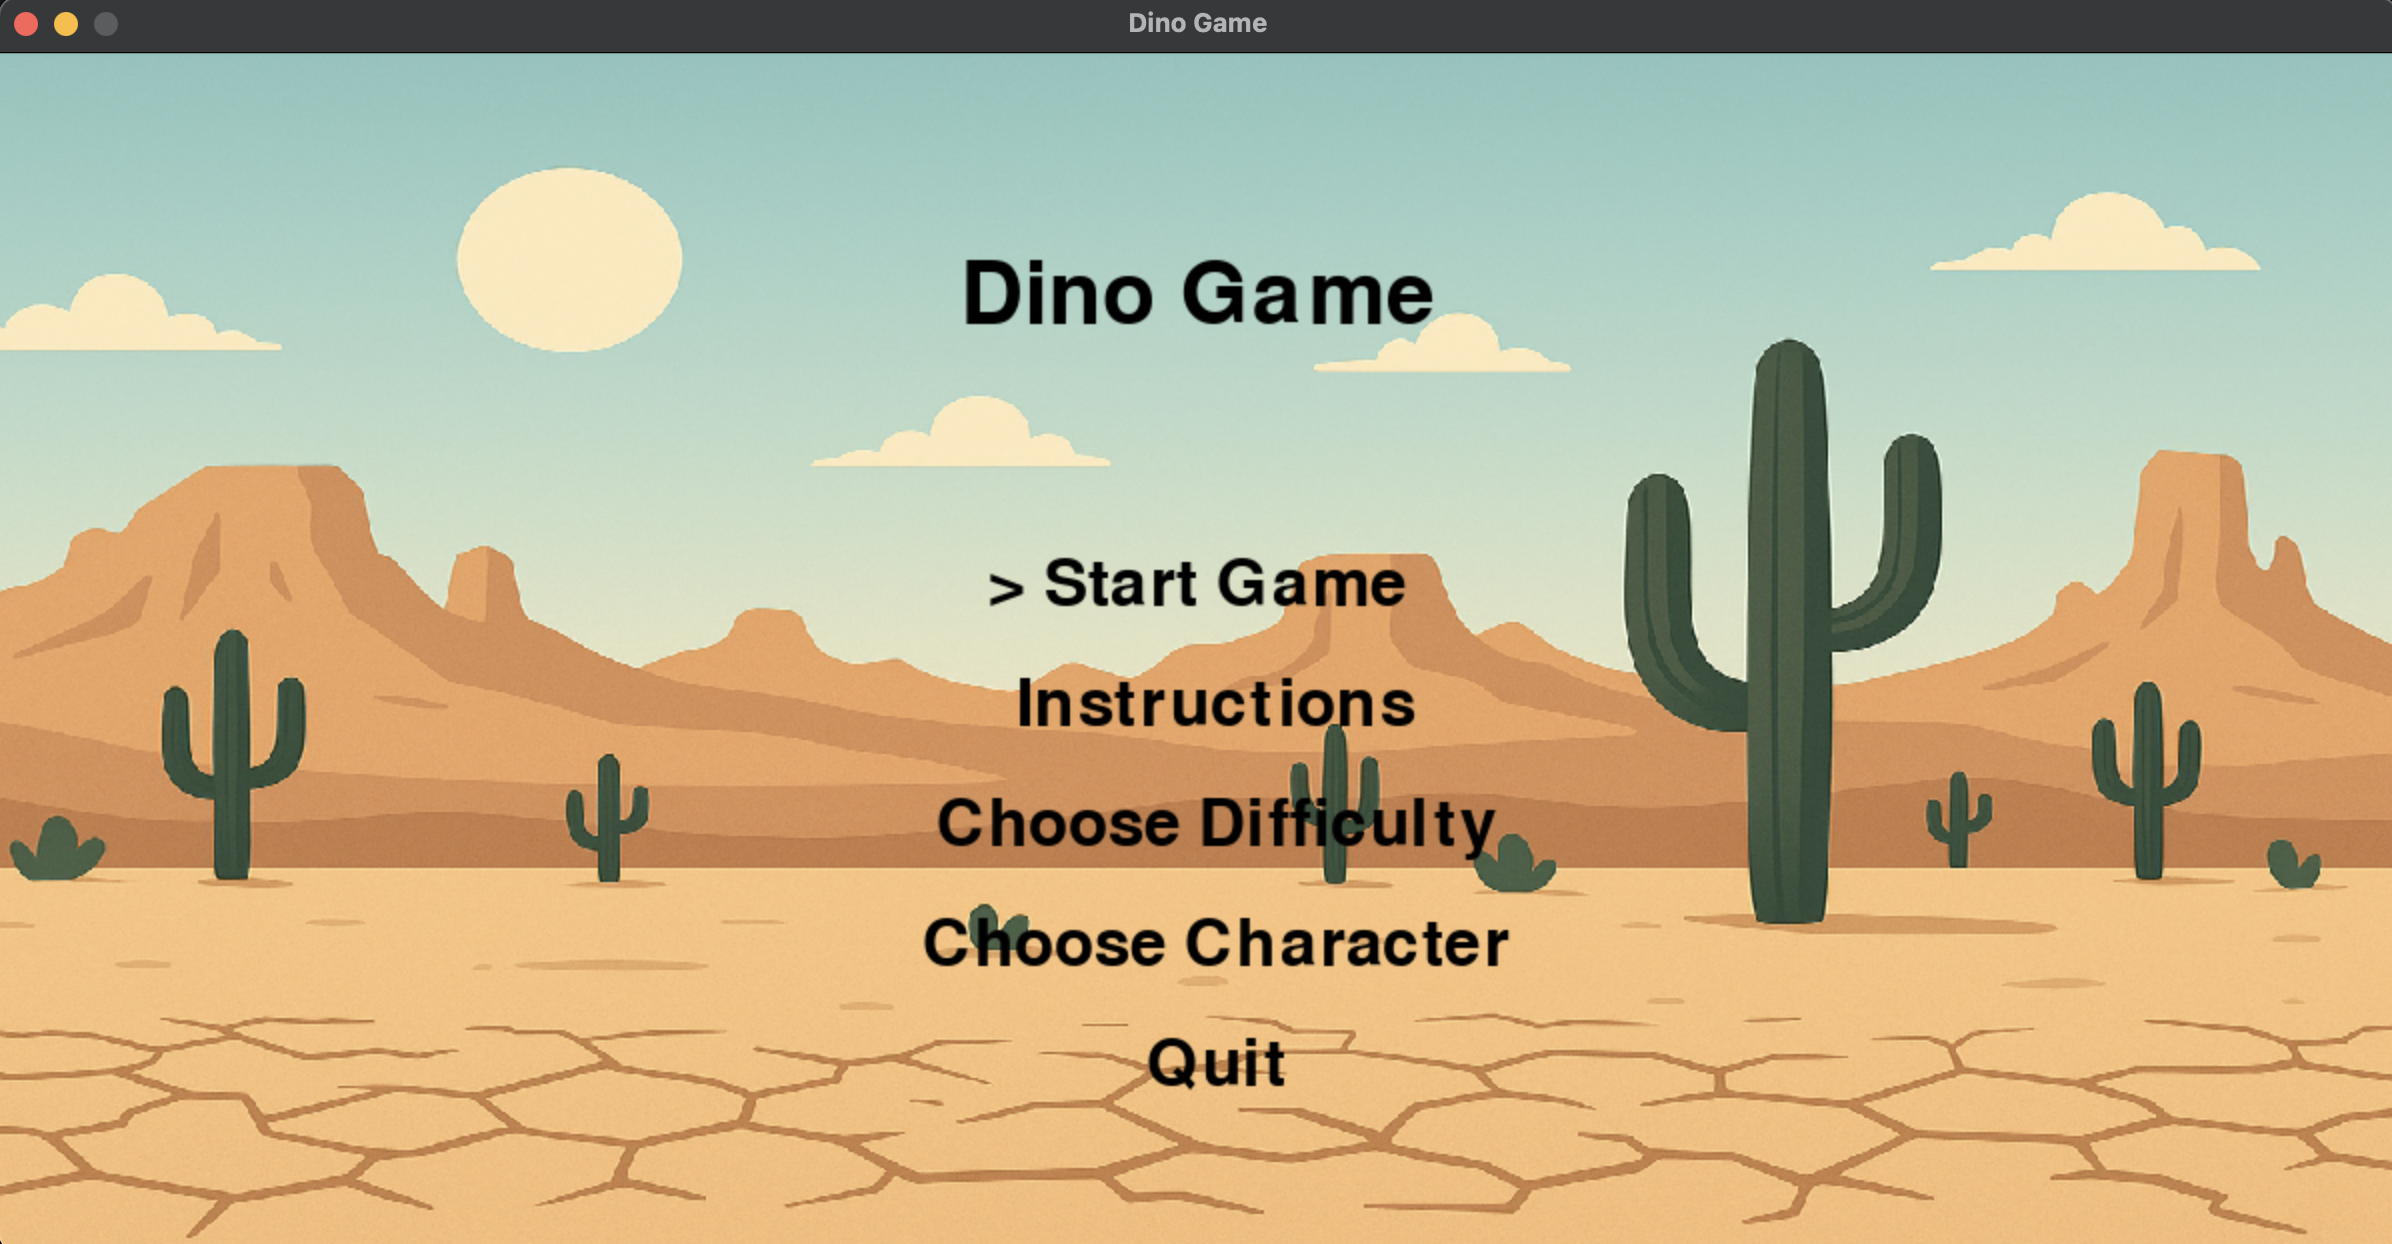 Dino Game
Dino Game
> Start Game
Instructions
Choose Difficulty
Choose Character
Quit